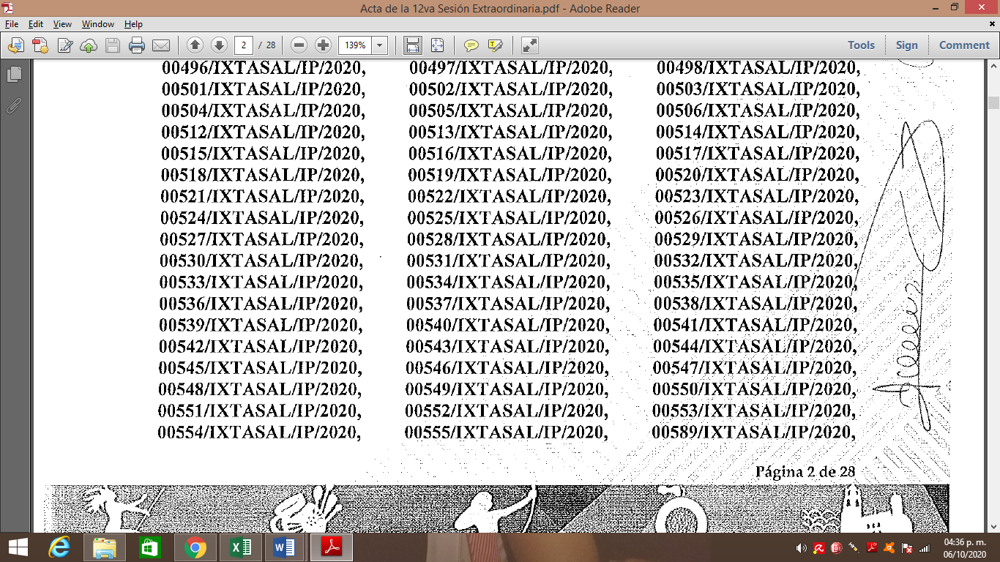 Acta de la 12va Sesión Extraordinaria.pdf - Adobe Reader
File Edit View Window Help
2 / 28 139% Tools Sign Comment
00496/IXTASAL/IP/2020, 00497/IXTASAL/IP/2020, 00498/IXTASAL/IP/2020,
00501/IXTASAL/IP/2020, 00502/IXTASAL/IP/2020, 00503/IXTASAL/IP/2020,
00504/IXTASAL/IP/2020, 00505/IXTASAL/IP/2020, 00506/IXTASAL/IP/2020,
00512/IXTASAL/IP/2020, 00513/IXTASAL/IP/2020, 00514/IXTASAL/IP/2020,
00515/IXTASAL/IP/2020, 00516/IXTASAL/IP/2020, 00517/IXTASAL/IP/2020,
00518/IXTASAL/IP/2020, 00519/IXTASAL/IP/2020, 00520/IXTASAL/IP/2020,
00521/IXTASAL/IP/2020, 00522/IXTASAL/IP/2020, 00523/IXTASAL/IP/2020,
00524/IXTASAL/IP/2020, 00525/IXTASAL/IP/2020, 00526/IXTASAL/IP/2020,
00527/IXTASAL/IP/2020, 00528/IXTASAL/IP/2020, 00529/IXTASAL/IP/2020,
00530/IXTASAL/IP/2020, 00531/IXTASAL/IP/2020, 00532/IXTASAL/IP/2020,
00533/IXTASAL/IP/2020, 00534/IXTASAL/IP/2020, 00535/IXTASAL/IP/2020,
00536/IXTASAL/IP/2020, 00537/IXTASAL/IP/2020, 00538/IXTASAL/IP/2020,
00539/IXTASAL/IP/2020, 00540/IXTASAL/IP/2020, 00541/IXTASAL/IP/2020,
00542/IXTASAL/IP/2020, 00543/IXTASAL/IP/2020, 00544/IXTASAL/IP/2020,
00545/IXTASAL/IP/2020, 00546/IXTASAL/IP/2020, 00547/IXTASAL/IP/2020,
00548/IXTASAL/IP/2020, 00549/IXTASAL/IP/2020, 00550/IXTASAL/IP/2020,
00551/IXTASAL/IP/2020, 00552/IXTASAL/IP/2020, 00553/IXTASAL/IP/2020,
00554/IXTASAL/IP/2020, 00555/IXTASAL/IP/2020, 00589/IXTASAL/IP/2020,
Página 2 de 28
04:36 p. m.
06/10/2020